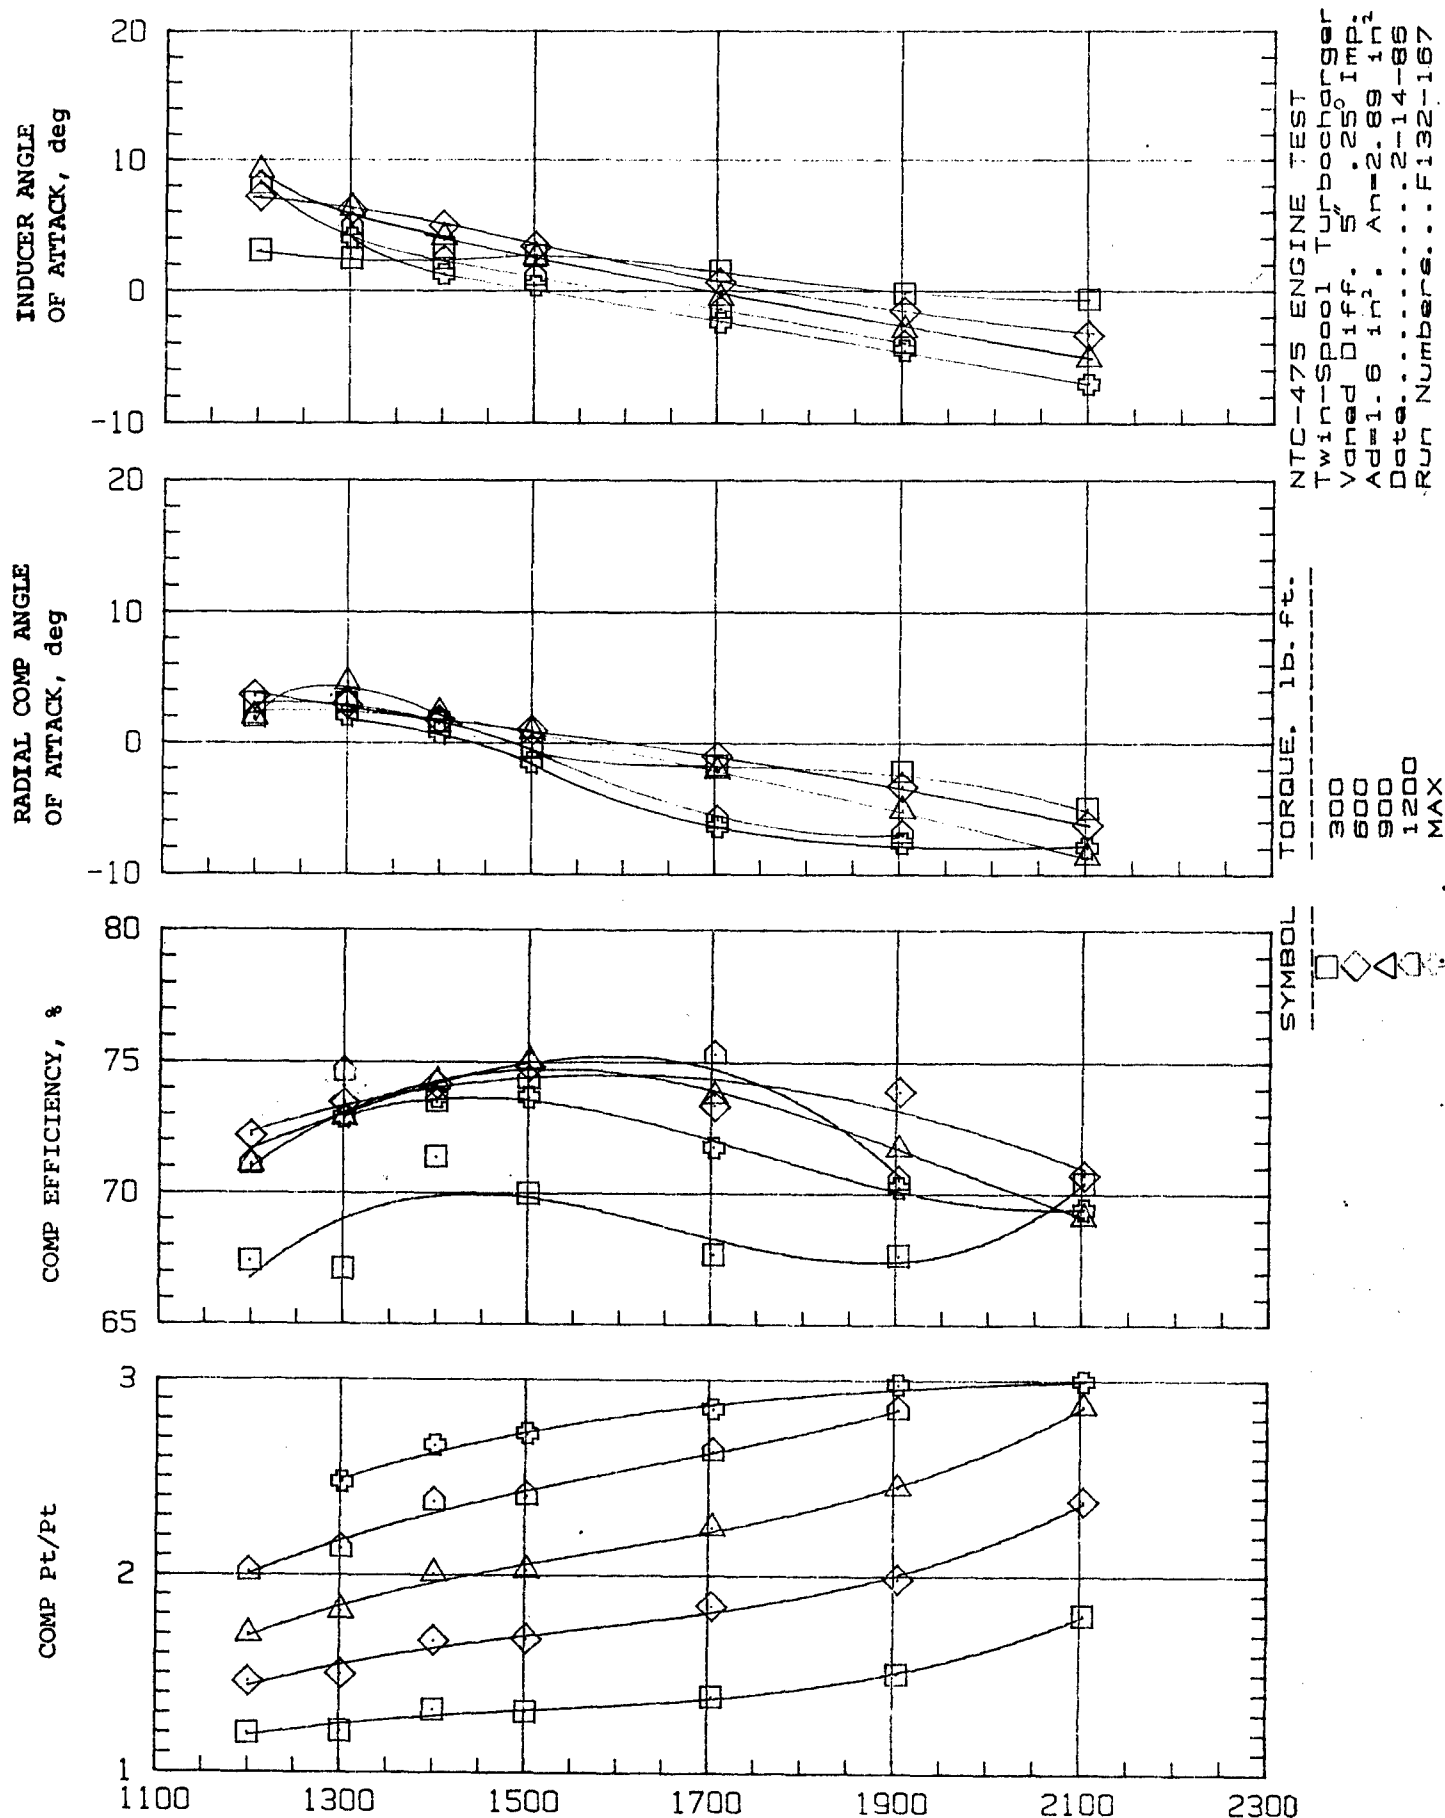 INDUCER ANGLE
OF ATTACK, deg
20
10
0
-10
RADIAL COMP ANGLE
OF ATTACK, deg
20
10
0
-10
COMP EFFICIENCY, %
80
75
70
65
COMP Pt/Pt
3
2
1
1100 1300 1500 1700 1900 2100 2300
NTC-475 ENGINE TEST
Twin-Spool Turbocharger
Vaned Diff. 5" .25° Imp.
Ad=1.6 in². An=2.89 in²
Date...........2-14-86
Run Numbers...F132-167
SYMBOL TORQUE. lb.ft.
300
600
900
1200
MAX